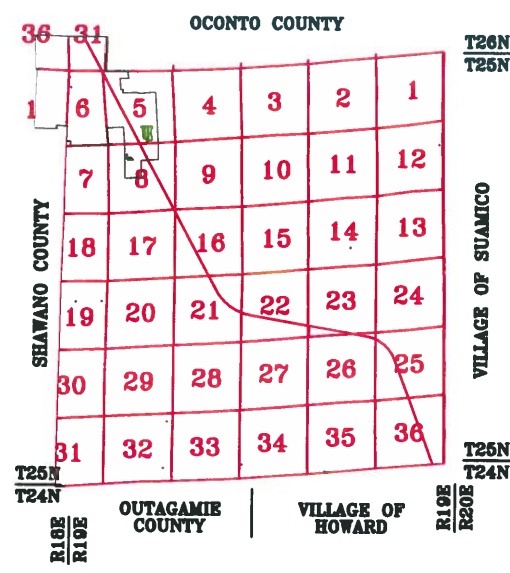 OCONTO COUNTY
36 31
T26N
T25N
1 6 5 4 3 2 1
7 8 9 10 11 12
18 17 16 15 14 13
19 20 21 22 23 24
30 29 28 27 26 25
31 32 33 34 35 36
SHAWANO COUNTY
VILLAGE OF SUAMICO
T25N
T24N
T25N
T24N
R18E
R19E
OUTAGAMIE
COUNTY
VILLAGE OF
HOWARD
R19E
R20E